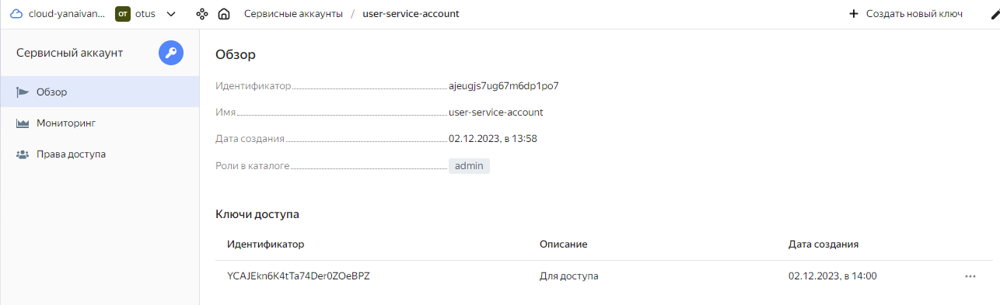 cloud-yanaivan... OT otus Сервисные аккаунты / user-service-account + Создать новый ключ
Сервисный аккаунт
Обзор
Мониторинг
Права доступа
Обзор
Идентификатор ajeugjs7ug67m6dp1po7
Имя user-service-account
Дата создания 02.12.2023, в 13:58
Роли в каталоге admin
Ключи доступа
Идентификатор Описание Дата создания
YCAJEkn6K4tTa74Der0ZOeBPZ Для доступа 02.12.2023, в 14:00 ...